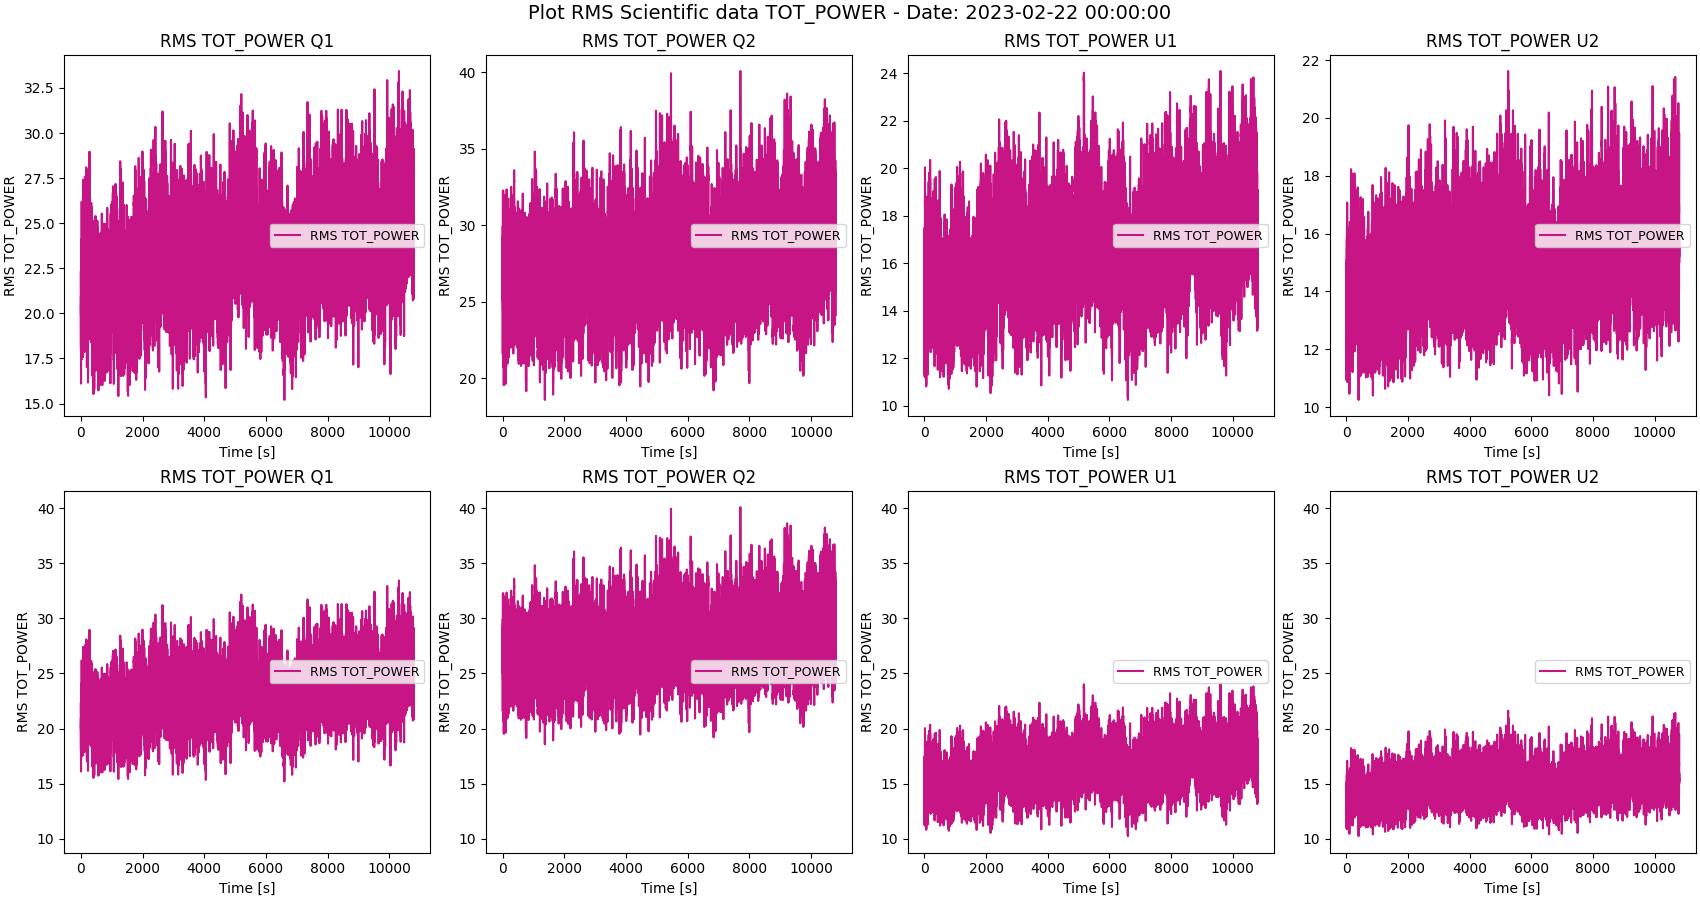 Plot RMS Scientific data TOT_POWER - Date: 2023-02-22 00:00:00
RMS TOT_POWER Q1
RMS TOT_POWER
32.5
30.0
27.5
25.0
22.5
20.0
17.5
15.0
RMS TOT_POWER
0 2000 4000 6000 8000 10000
Time [s]
RMS TOT_POWER Q2
RMS TOT_POWER
40
35
30
25
20
RMS TOT_POWER
0 2000 4000 6000 8000 10000
Time [s]
RMS TOT_POWER U1
RMS TOT_POWER
24
22
20
18
16
14
12
10
RMS TOT_POWER
0 2000 4000 6000 8000 10000
Time [s]
RMS TOT_POWER U2
RMS TOT_POWER
22
20
18
16
14
12
10
RMS TOT_POWER
0 2000 4000 6000 8000 10000
Time [s]
RMS TOT_POWER Q1
RMS TOT_POWER
40
35
30
25
20
15
10
RMS TOT_POWER
0 2000 4000 6000 8000 10000
Time [s]
RMS TOT_POWER Q2
RMS TOT_POWER
40
35
30
25
20
15
10
RMS TOT_POWER
0 2000 4000 6000 8000 10000
Time [s]
RMS TOT_POWER U1
RMS TOT_POWER
40
35
30
25
20
15
10
RMS TOT_POWER
0 2000 4000 6000 8000 10000
Time [s]
RMS TOT_POWER U2
RMS TOT_POWER
40
35
30
25
20
15
10
RMS TOT_POWER
0 2000 4000 6000 8000 10000
Time [s]